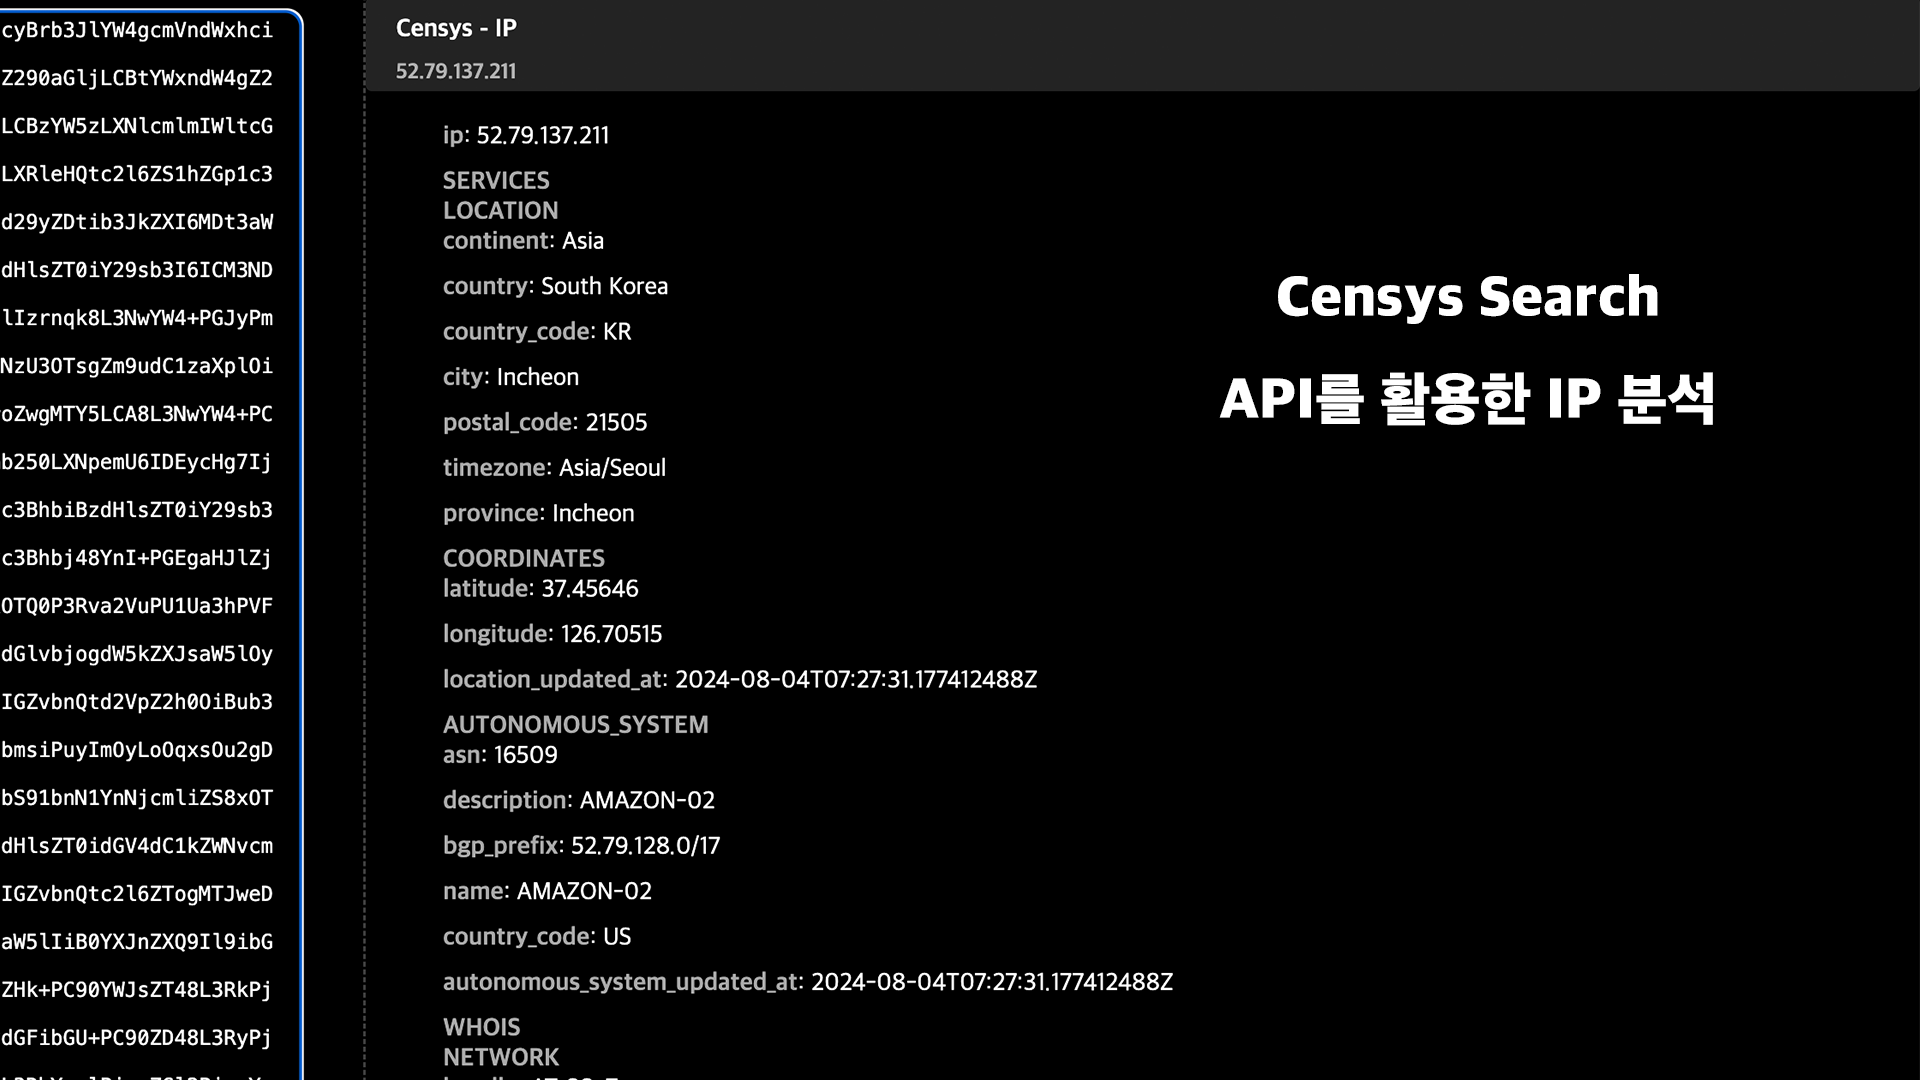 cyBrb3JlYW4gcmVndWxhci
Z290aGljLCBtYWxndW4gZ2
LCBzYW5zLXNlcmlmIWltcG
LXRleHQtc2l6ZS1hZGp1c3
d29yZDtib3JkZXI6MDt3aW
dHlsZT0iY29sb3I6ICM3ND
lIzrnqk8L3NwYW4+PGJyPm
NzU3OTsgZm9udC1zaXplOi
oZwgMTY5LCA8L3NwYW4+PC
b250LXNpemU6IDEycHg7Ij
c3BhbiBzdHlsZT0iY29sb3
c3Bhbj48YnI+PGEgaHJlZj
OTQ0P3Rva2VuPU1Ua3hPVF
dGlvbjogdW5kZXJsaW5lOy
IGZvbnQtd2VpZ2h0OiBub3
bmsiPuyImOyLoOqxsOu2gD
bS91bnN1YnNjcmliZS8xOT
dHlsZT0idGV4dC1kZWNvcm
IGZvbnQtc2l6ZTogMTJweD
aW5lIiB0YXJnZXQ9Il9ibG
ZHk+PC90YWJsZT48L3RkPj
dGFibGU+PC90ZD48L3RyPj
Censys - IP
52.79.137.211
ip: 52.79.137.211
SERVICES
LOCATION
continent: Asia
country: South Korea
country_code: KR
city: Incheon
postal_code: 21505
timezone: Asia/Seoul
province: Incheon
COORDINATES
latitude: 37.45646
longitude: 126.70515
location_updated_at: 2024-08-04T07:27:31.177412488Z
AUTONOMOUS_SYSTEM
asn: 16509
description: AMAZON-02
bgp_prefix: 52.79.128.0/17
name: AMAZON-02
country_code: US
autonomous_system_updated_at: 2024-08-04T07:27:31.177412488Z
WHOIS
NETWORK
Censys Search
API를 활용한 IP 분석